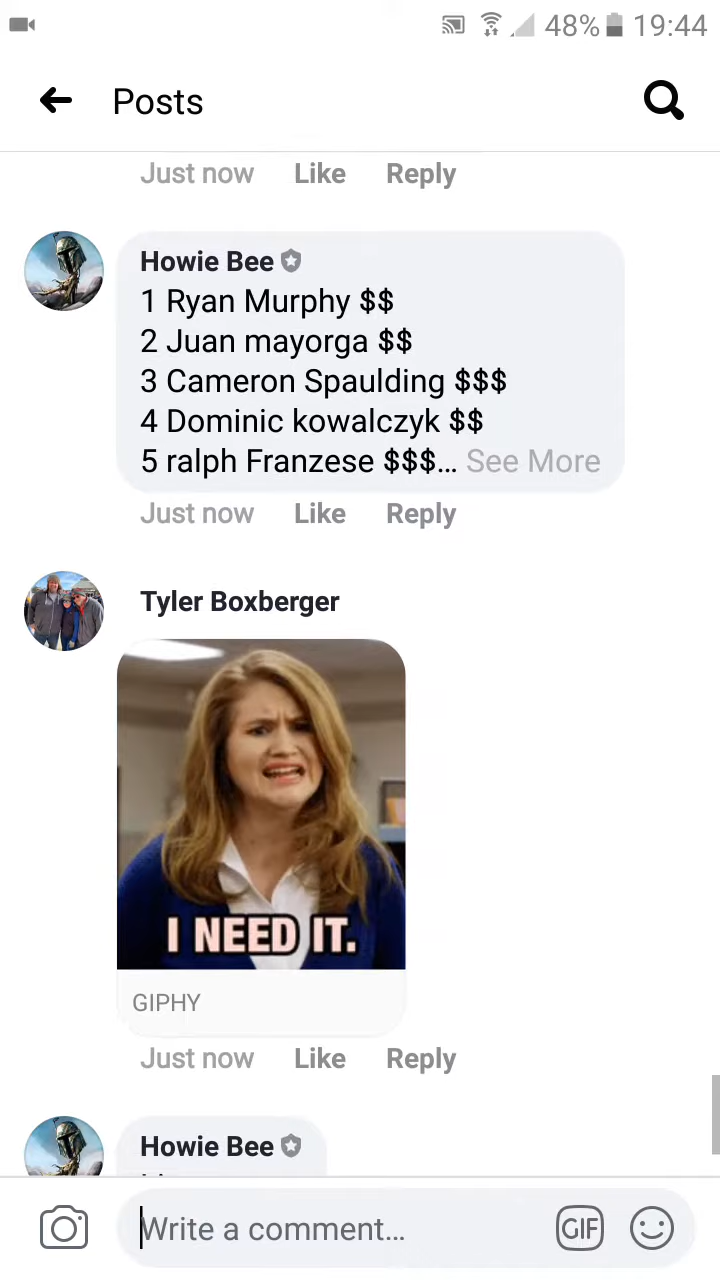 48% 19:44
Posts
Just now Like Reply
Howie Bee
1 Ryan Murphy $$
2 Juan mayorga $$
3 Cameron Spaulding $$$
4 Dominic kowalczyk $$
5 ralph Franzese $$$... See More
Just now Like Reply
Tyler Boxberger
I NEED IT.
GIPHY
Just now Like Reply
Howie Bee
Write a comment...
GIF